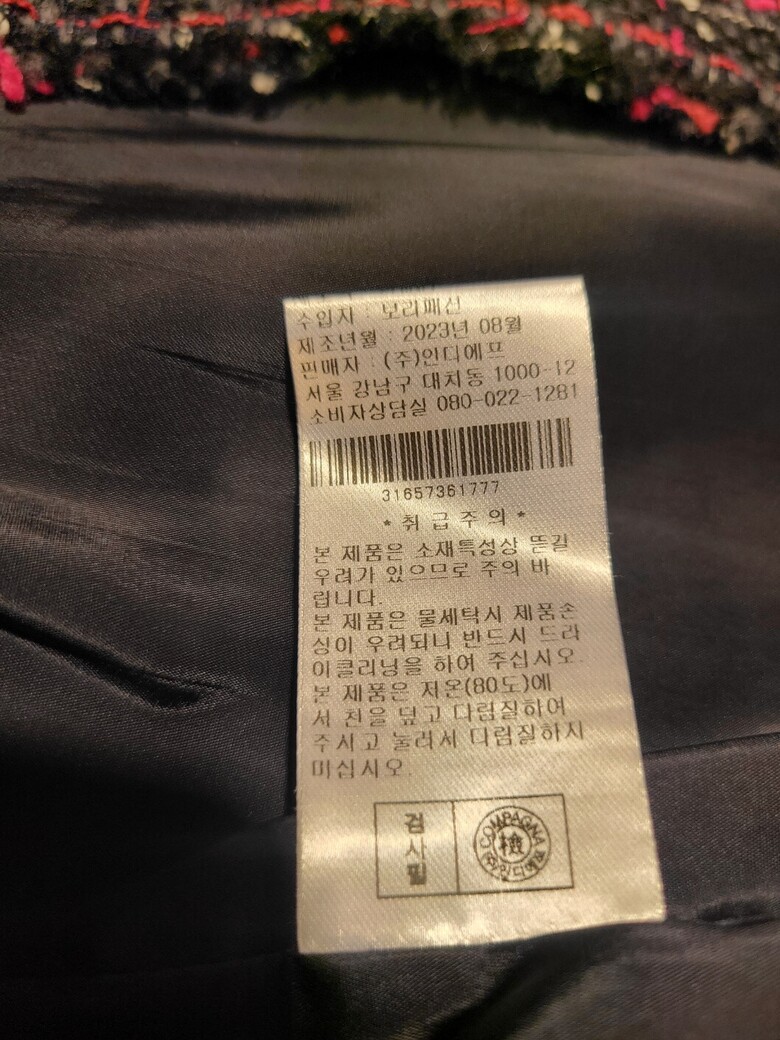 수입자 : 보리패션
제조년월 : 2023년 08월
판매자 : (주)인디에프
서울 강남구 대치동 1000-12
소비자상담실 080-022-1281
31657361777
* 취 급 주 의 *
본 제품은 소재특성상 뜯길
우려가 있으므로 주의 바
랍니다.
본 제품은 물세탁시 제품손
상이 우려되니 반드시 드라
이클리닝을 하여 주십시오.
본 제품은 저온(80도)에
서 천을 덮고 다림질하여
주시고 눌러서 다림질하지
마십시오.
검
사
필
COMPAGNA
檢
(주)인디에프